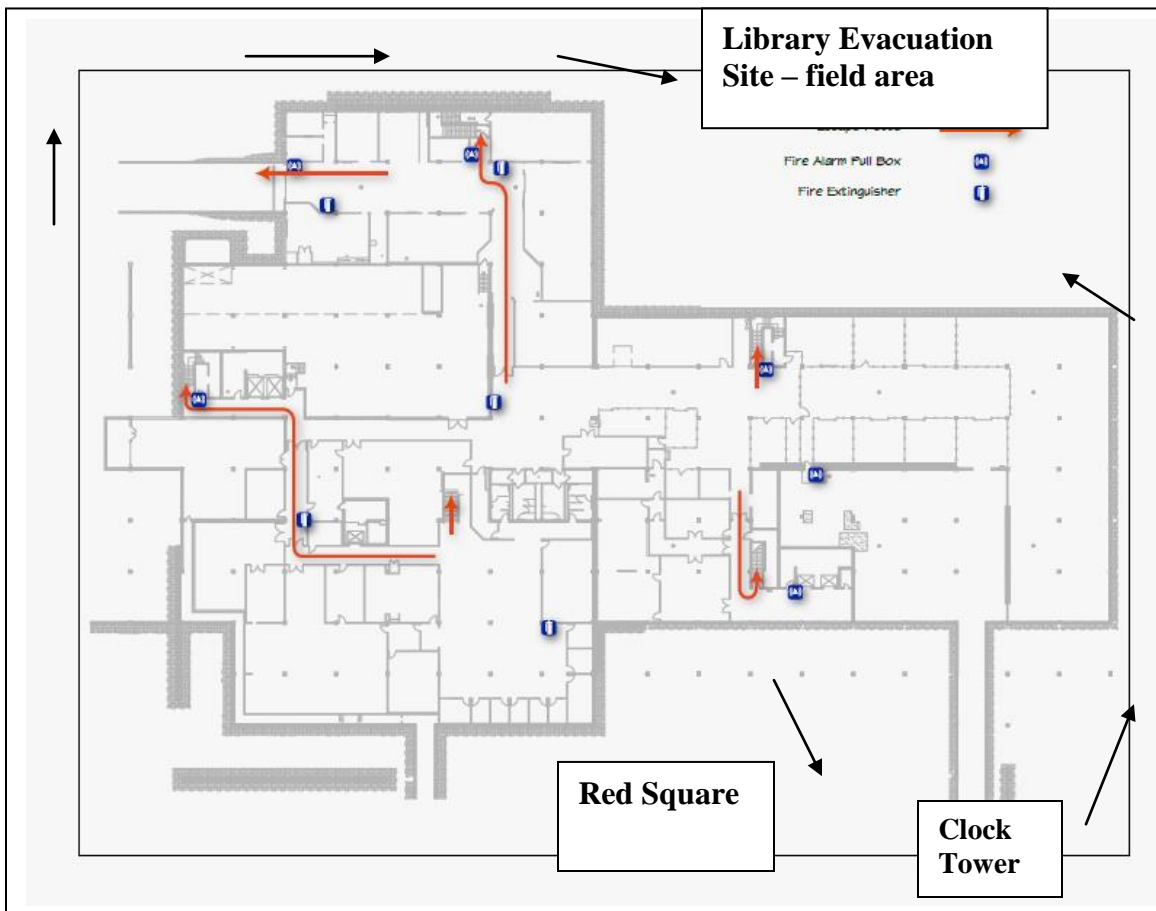 Library Evacuation
Site – field area
Fire Alarm Pull Box
Fire Extinguisher
Red Square
Clock
Tower